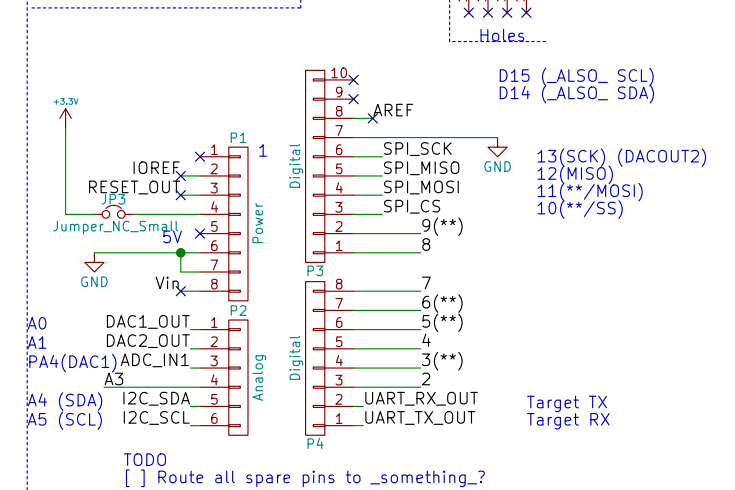 Holes
10
9
8 AREF
7
GND
6 SPI_SCK
5 SPI_MISO
4 SPI_MOSI
3 SPI_CS
2 9(**)
1 8
Digital
P3
D15 (_ALSO_ SCL)
D14 (_ALSO_ SDA)
13(SCK) (DACOUT2)
12(MISO)
11(**/MOSI)
10(**/SS)
+3.3V
P1
1
1
IOREF 2
RESET_OUT 3
JP3
4
Jumper_NC_Small
5V 5
6
7
GND
Vin 8
Power
P2
A0 DAC1_OUT 1
A1 DAC2_OUT 2
PA4(DAC1) ADC_IN1 3
A3 4
A4 (SDA) I2C_SDA 5
A5 (SCL) I2C_SCL 6
Analog
8 7
7 6(**)
6 5(**)
5 4
4 3(**)
3 2
2 UART_RX_OUT
1 UART_TX_OUT
Digital
P4
Target TX
Target RX
TODO
[ ] Route all spare pins to _something_?